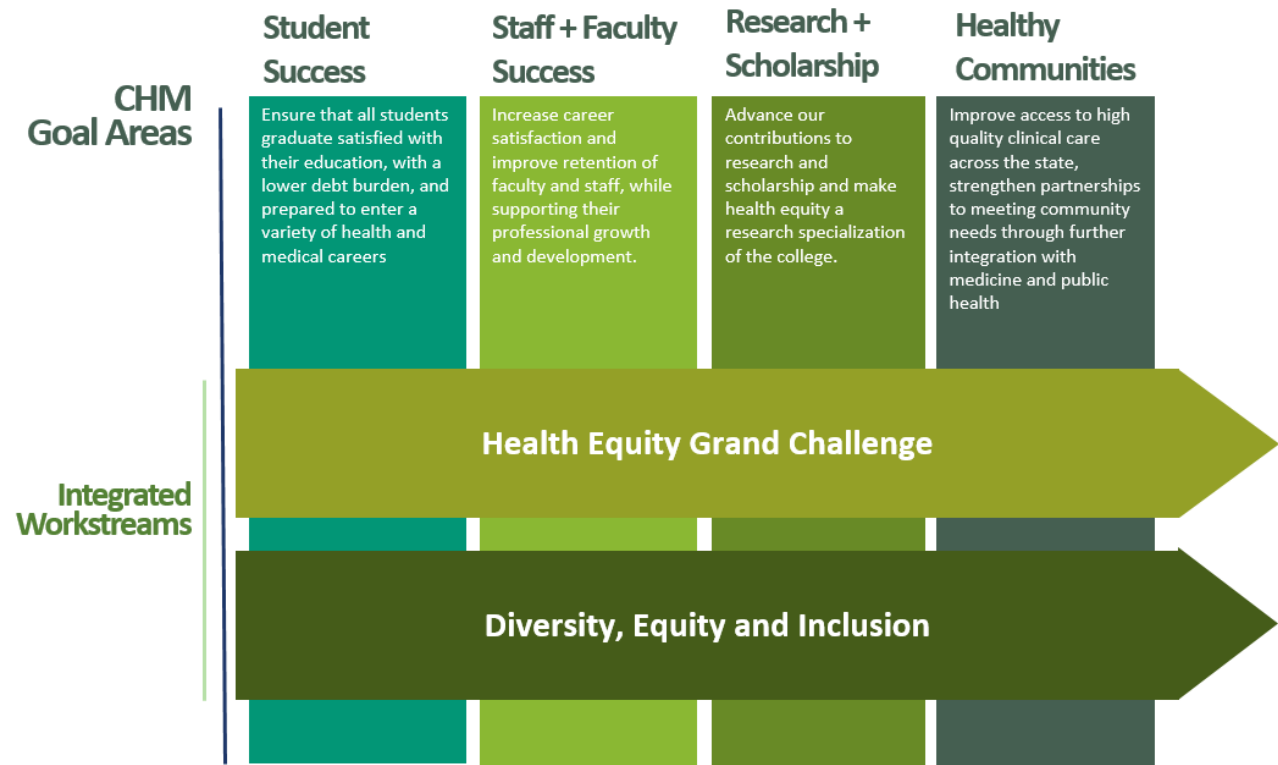 CHM
Goal Areas
Student
Success
Ensure that all students
graduate satisfied with
their education, with a
lower debt burden, and
prepared to enter a
variety of health and
medical careers
Staff + Faculty
Success
Increase career
satisfaction and
improve retention of
faculty and staff, while
supporting their
professional growth
and development.
Research +
Scholarship
Advance our
contributions to
research and
scholarship and make
health equity a
research specialization
of the college.
Healthy
Communities
Improve access to high
quality clinical care
across the state,
strengthen partnerships
to meeting community
needs through further
integration with
medicine and public
health
Integrated
Workstreams
Health Equity Grand Challenge
Diversity, Equity and Inclusion